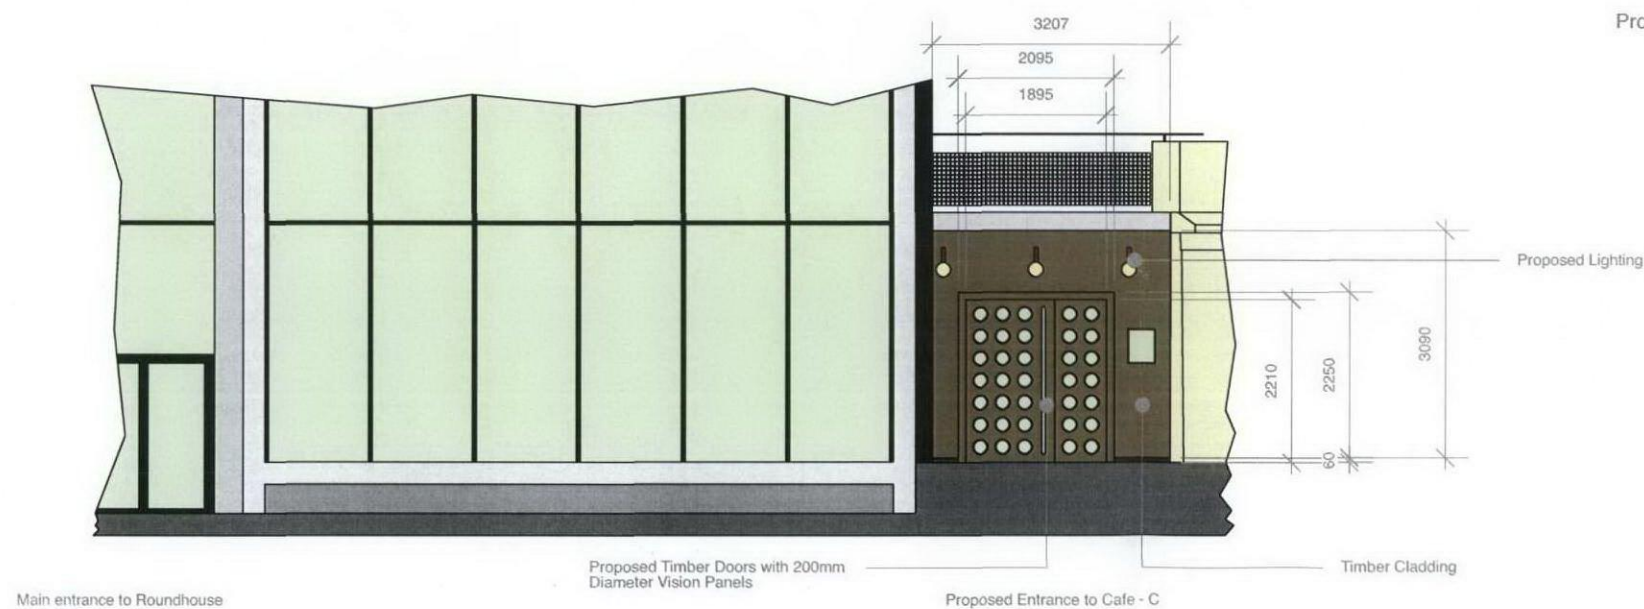 3207
Pro
2095
1895
Proposed Lighting
2210
2250
3090
60
Proposed Timber Doors with 200mm
Diameter Vision Panels
Timber Cladding
Main entrance to Roundhouse
Proposed Entrance to Cafe - C